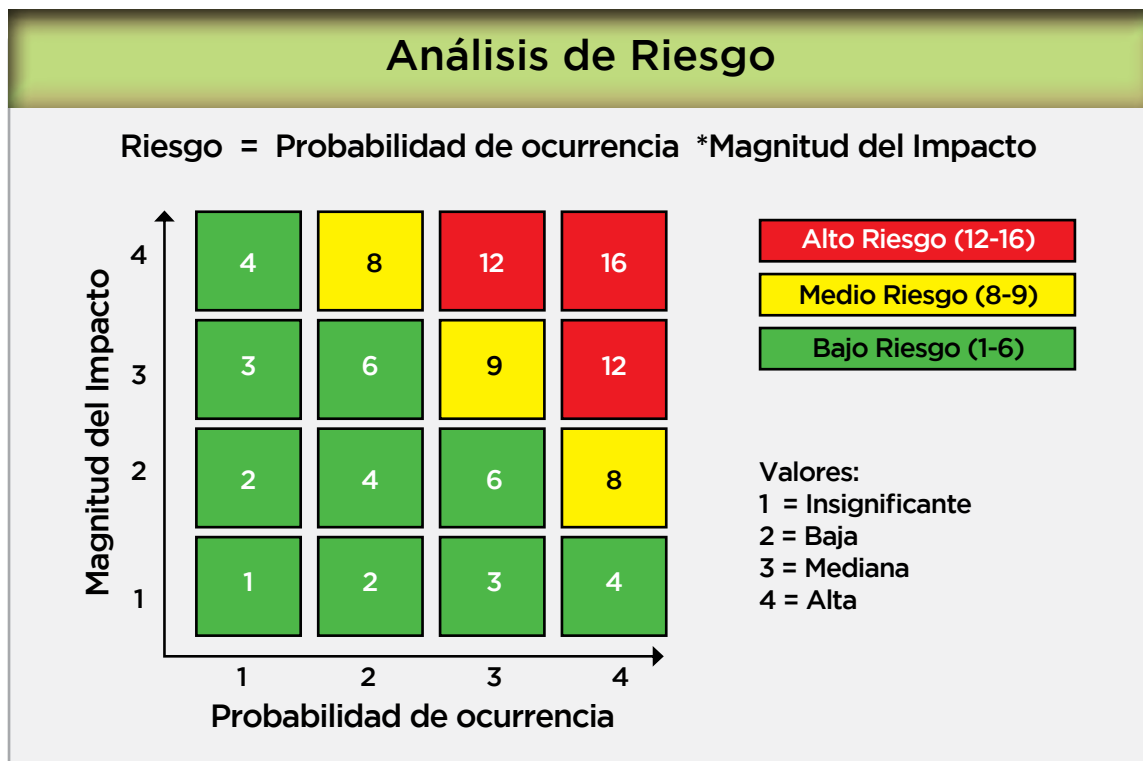 Análisis de Riesgo
Riesgo = Probabilidad de ocurrencia *Magnitud del Impacto
Magnitud del Impacto
4
4 8 12 16
3
3 6 9 12
2
2 4 6 8
1
1 2 3 4
1 2 3 4
Probabilidad de ocurrencia
Alto Riesgo (12-16)
Medio Riesgo (8-9)
Bajo Riesgo (1-6)
Valores:
1 = Insignificante
2 = Baja
3 = Mediana
4 = Alta